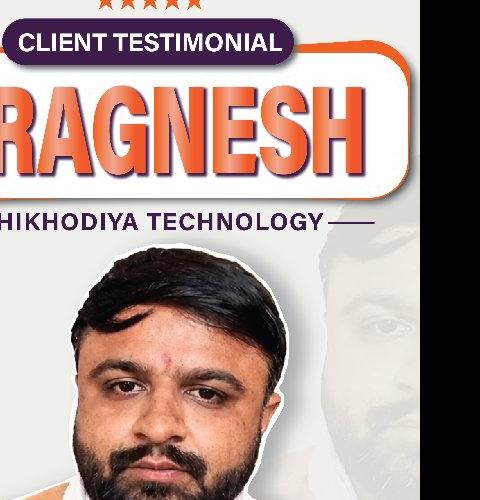 CLIENT TESTIMONIAL
RAGNESH
HIKHODIYA TECHNOLOGY